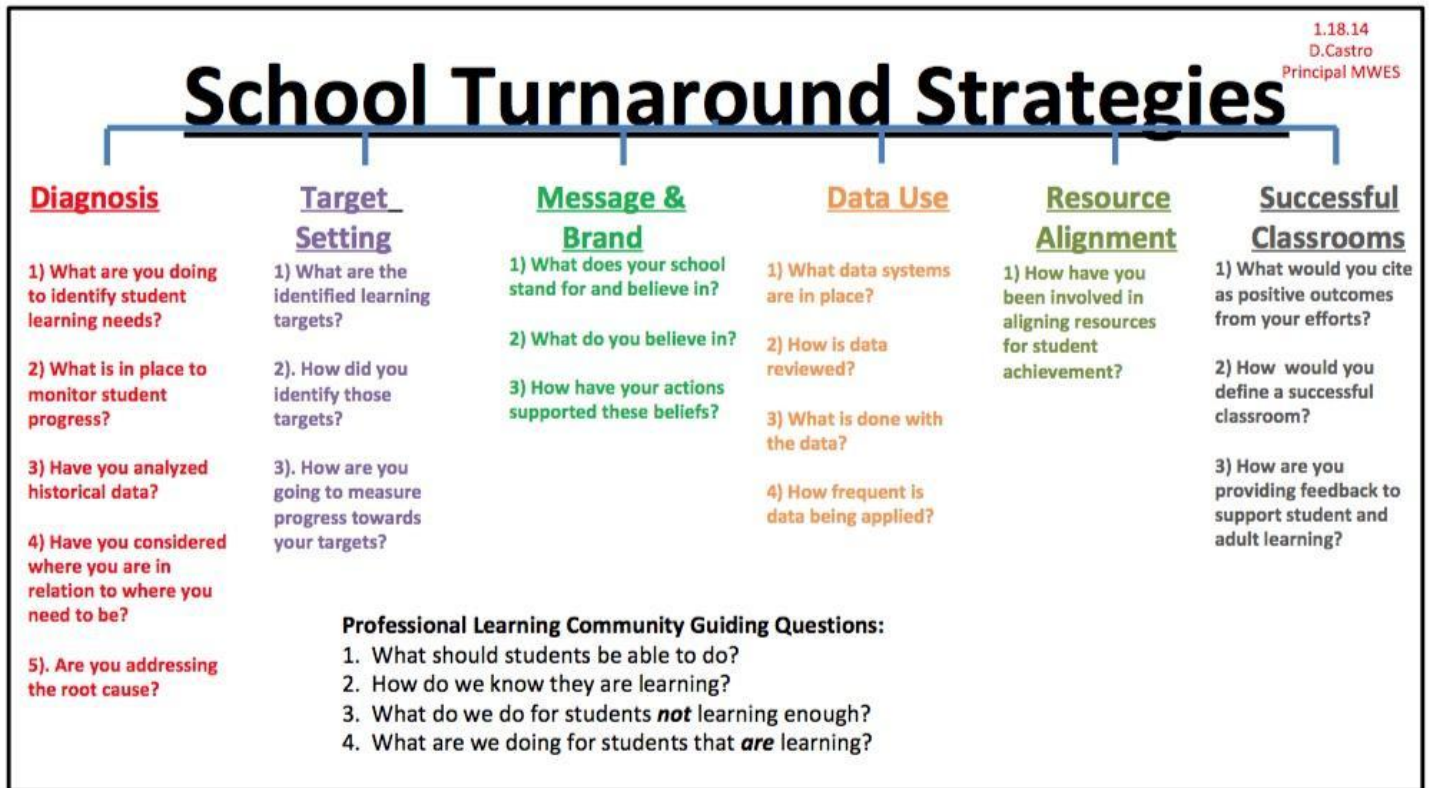 1.18.14
D.Castro
Principal MWES
School Turnaround Strategies
Diagnosis
1) What are you doing
to identify student
learning needs?
2) What is in place to
monitor student
progress?
3) Have you analyzed
historical data?
4) Have you considered
where you are in
relation to where you
need to be?
5). Are you addressing
the root cause?
Target_
Setting
1) What are the
identified learning
targets?
2). How did you
identify those
targets?
3). How are you
going to measure
progress towards
your targets?
Message &
Brand
1) What does your school
stand for and believe in?
2) What do you believe in?
3) How have your actions
supported these beliefs?
Data Use
1) What data systems
are in place?
2) How is data
reviewed?
3) What is done with
the data?
4) How frequent is
data being applied?
Resource
Alignment
1) How have you
been involved in
aligning resources
for student
achievement?
Successful
Classrooms
1) What would you cite
as positive outcomes
from your efforts?
2) How would you
define a successful
classroom?
3) How are you
providing feedback to
support student and
adult learning?
Professional Learning Community Guiding Questions:
1. What should students be able to do?
2. How do we know they are learning?
3. What do we do for students not learning enough?
4. What are we doing for students that are learning?